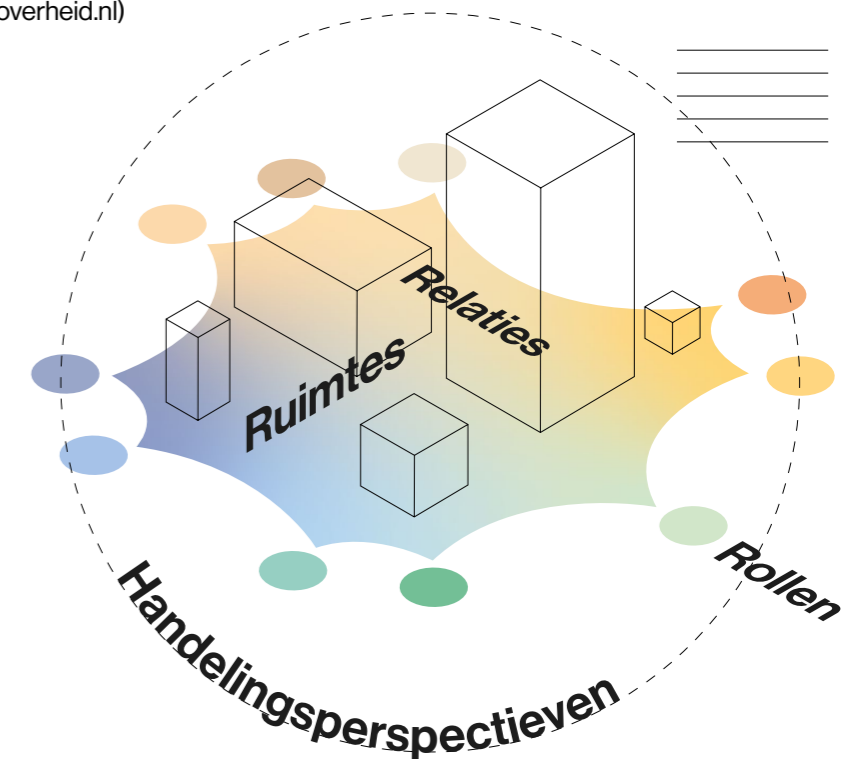 overheid.nl)
Relaties
Ruimtes
Rollen
Handelingsperspectieven